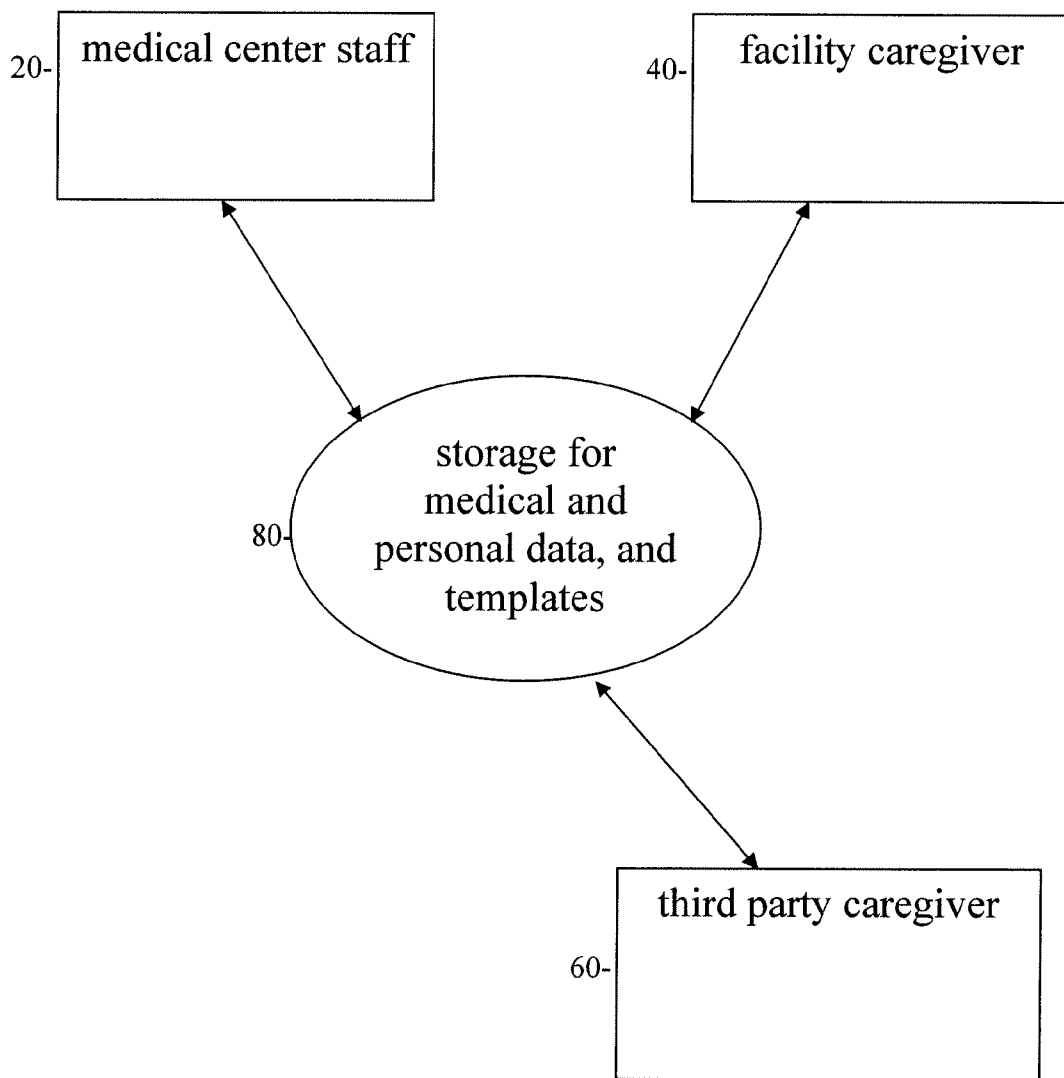 20- medical center staff
40- facility caregiver
80- storage for
medical and
personal data, and
templates
third party caregiver
60-